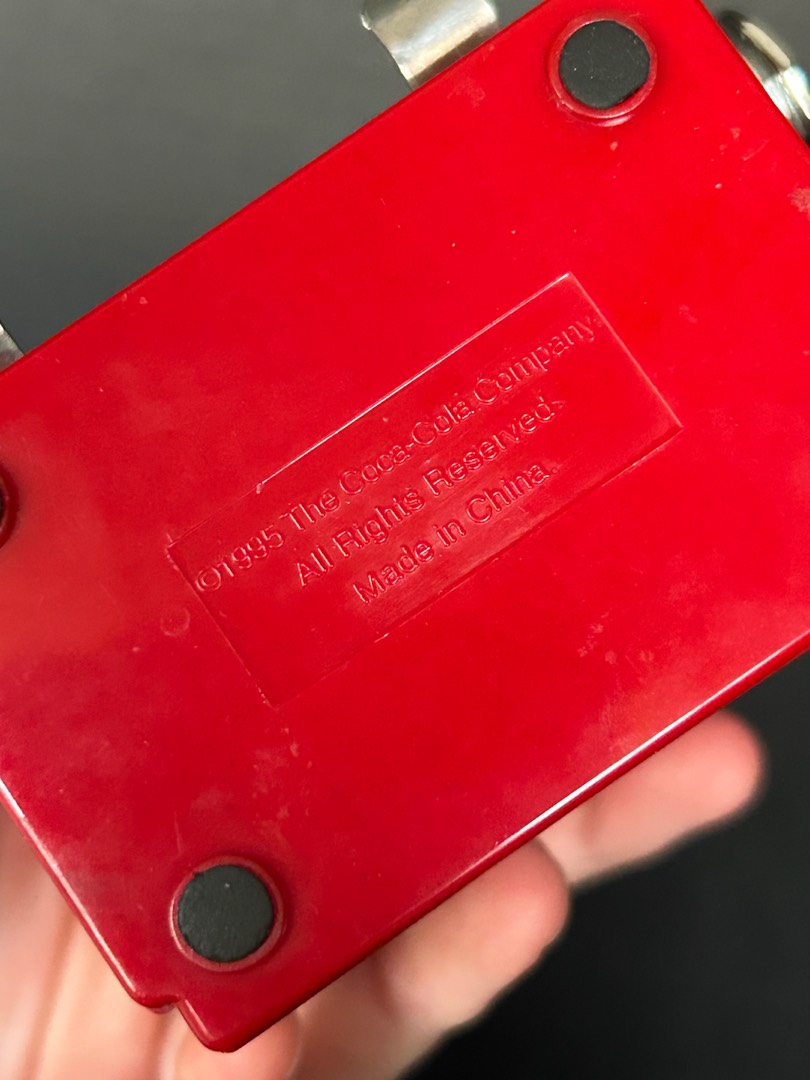 ©1995 The Coca-Cola Company.
All Rights Reserved.
Made in China.